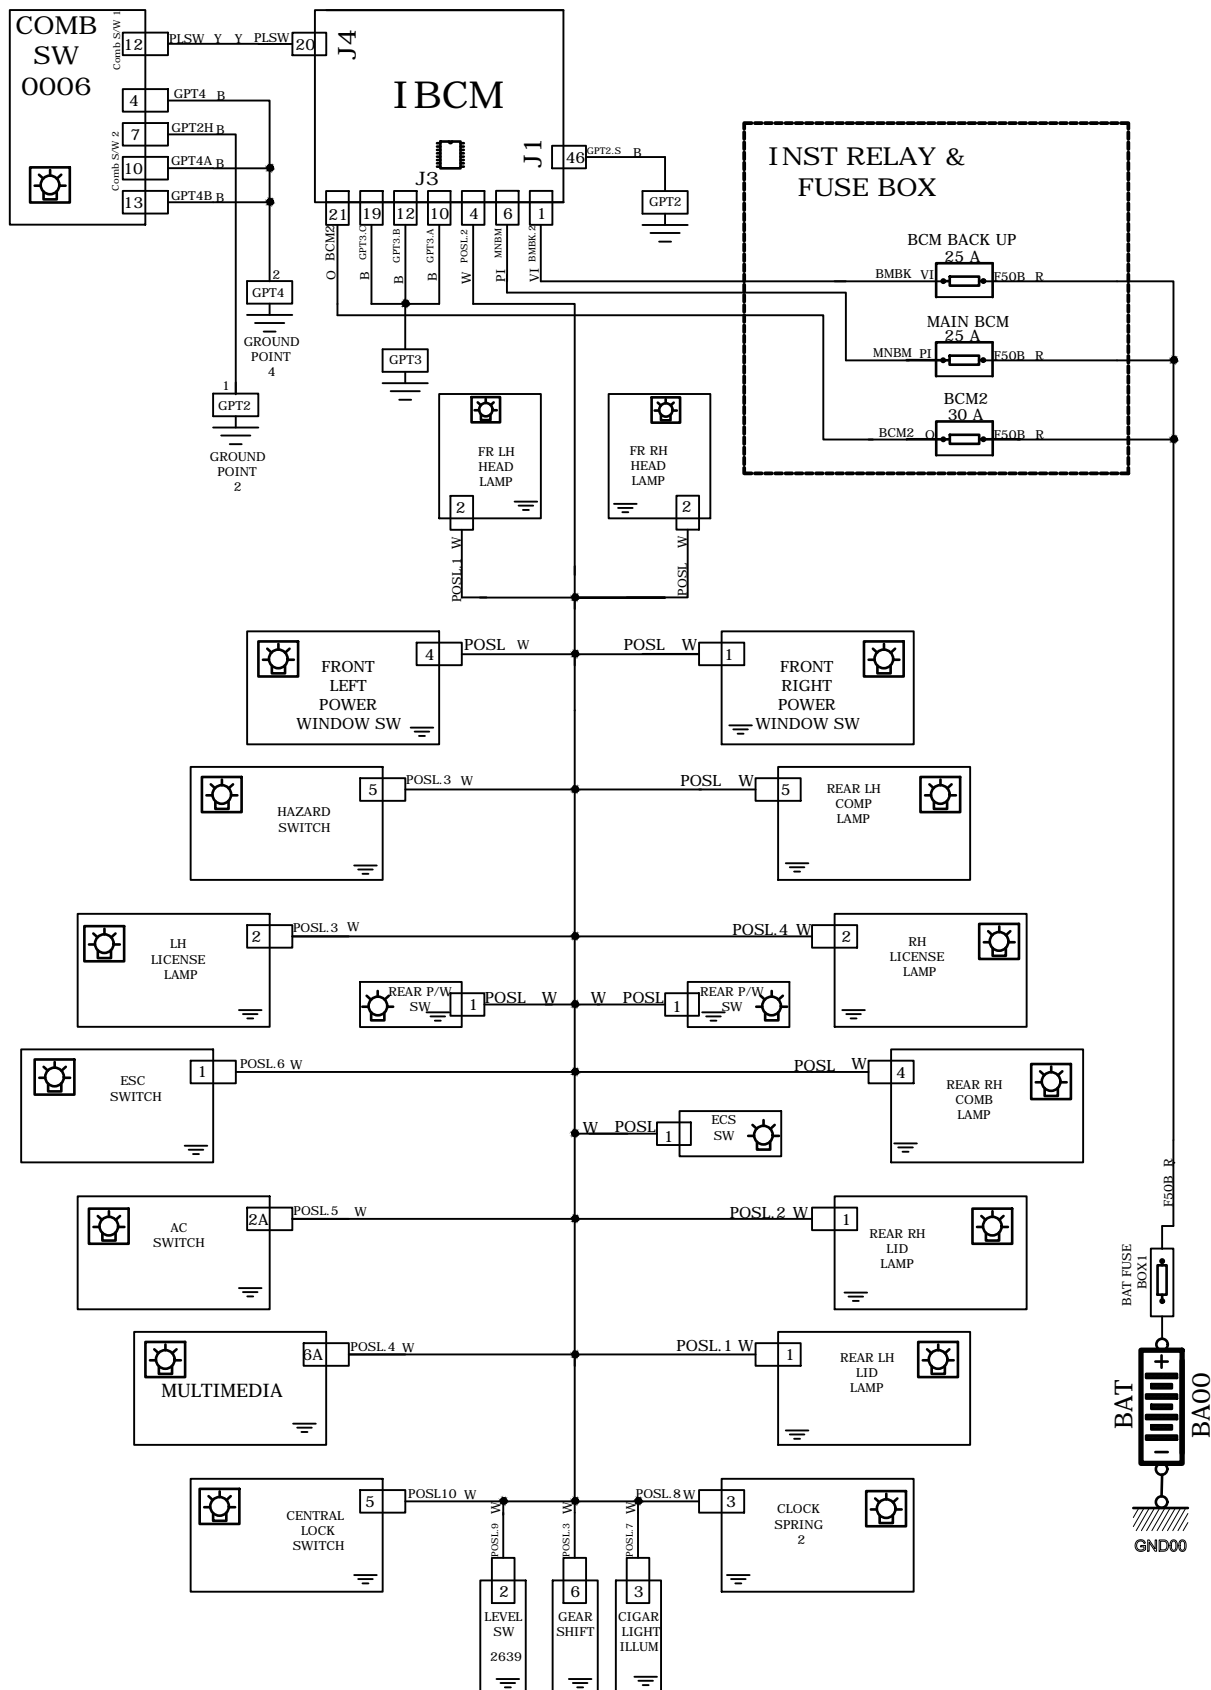 COMB
SW
0006
Comb S/W 1
12
PLSW Y Y PLSW
20
J4
IBCM
4
GPT4 B
Comb S/W 2
7
GPT2H B
10
GPT4A B
13
GPT4B B
J1
46
GPT2.S B
GPT2
J3
21
19
12
10
4
6
1
O BCM2
B GPT3.C
B GPT3.B
B GPT3.A
W POSL.2
PI MNBM
VI BMBK.2
2
GPT4
GROUND
POINT
4
1
GPT2
GROUND
POINT
2
GPT3
INST RELAY &
FUSE BOX
BCM BACK UP
25 A
BMBK VI
F50B R
MAIN BCM
25 A
MNBM PI
F50B R
BCM2
30 A
BCM2 O
F50B R
FR LH
HEAD
LAMP
2
POSL.1 W
FR RH
HEAD
LAMP
2
POSL W
FRONT
LEFT
POWER
WINDOW SW
4
POSL W
POSL W
1
FRONT
RIGHT
POWER
WINDOW SW
HAZARD
SWITCH
5
POSL.3 W
POSL W
5
REAR LH
COMP
LAMP
LH
LICENSE
LAMP
2
POSL.3 W
POSL.4 W
2
RH
LICENSE
LAMP
REAR P/W
SW
1
POSL W
W POSL
1
REAR P/W
SW
ESC
SWITCH
1
POSL.6 W
POSL W
4
REAR RH
COMB
LAMP
W POSL
1
ECS
SW
AC
SWITCH
2A
POSL.5 W
POSL.2 W
1
REAR RH
LID
LAMP
MULTIMEDIA
6A
POSL.4 W
POSL.1 W
1
REAR LH
LID
LAMP
CENTRAL
LOCK
SWITCH
5
POSL10 W
POSL.8 W
3
CLOCK
SPRING
2
POSL.9 W
POSL.3 W
POSL.7 W
2
LEVEL
SW
2639
6
GEAR
SHIFT
3
CIGAR
LIGHT
ILLUM
F50B R
BAT FUSE
BOX1
BAT
+
−
BA00
GND00